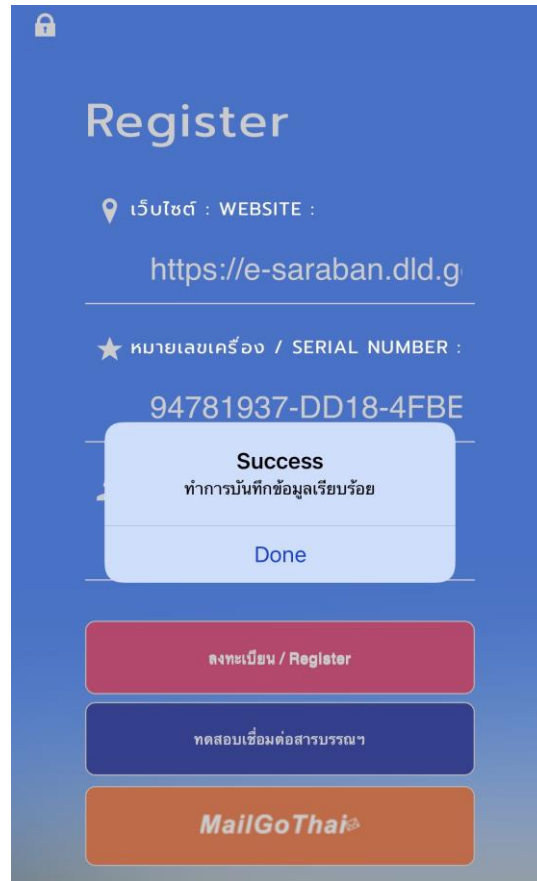 Register
เว็บไซต์ : WEBSITE :
https://e-saraban.dld.g
หมายเลขเครื่อง / SERIAL NUMBER :
94781937-DD18-4FBE
Success
ทำการบันทึกข้อมูลเรียบร้อย
Done
ลงทะเบียน / Register
ทดสอบเชื่อมต่อสารบรรณฯ
MailGoThai